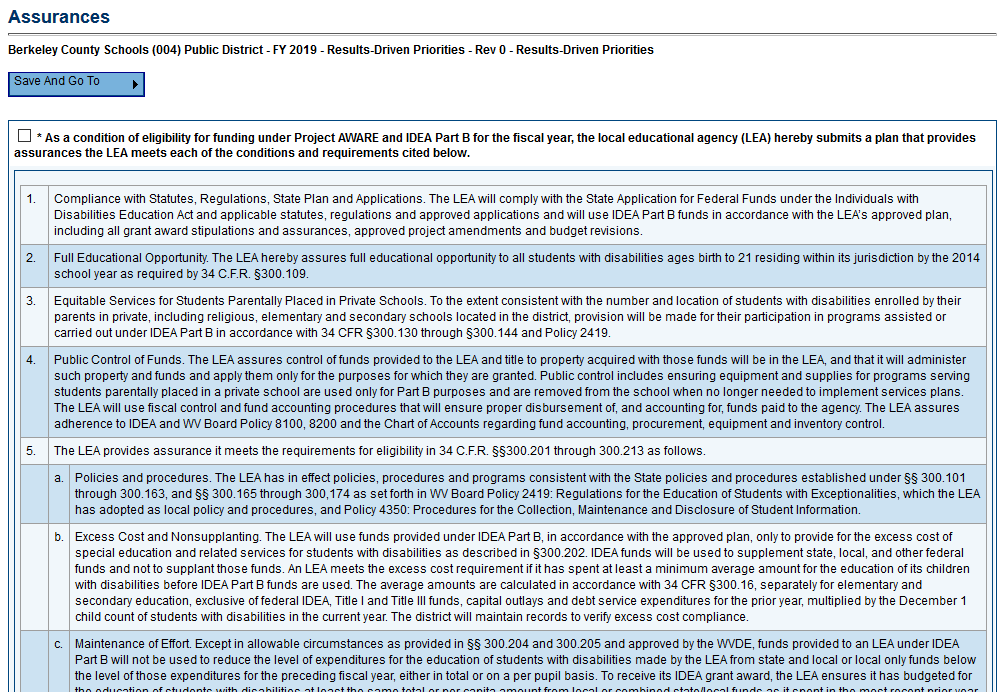 Assurances
Berkeley County Schools (004) Public District - FY 2019 - Results-Driven Priorities - Rev 0 - Results-Driven Priorities
Save And Go To
* As a condition of eligibility for funding under Project AWARE and IDEA Part B for the fiscal year, the local educational agency (LEA) hereby submits a plan that provides
assurances the LEA meets each of the conditions and requirements cited below.
1. Compliance with Statutes, Regulations, State Plan and Applications. The LEA will comply with the State Application for Federal Funds under the Individuals with
Disabilities Education Act and applicable statutes, regulations and approved applications and will use IDEA Part B funds in accordance with the LEA's approved plan,
including all grant award stipulations and assurances, approved project amendments and budget revisions.
2. Full Educational Opportunity. The LEA hereby assures full educational opportunity to all students with disabilities ages birth to 21 residing within its jurisdiction by the 2014
school year as required by 34 C.F.R. §300.109.
3. Equitable Services for Students Parentally Placed in Private Schools. To the extent consistent with the number and location of students with disabilities enrolled by their
parents in private, including religious, elementary and secondary schools located in the district, provision will be made for their participation in programs assisted or
carried out under IDEA Part B in accordance with 34 CFR §300.130 through §300.144 and Policy 2419.
4. Public Control of Funds. The LEA assures control of funds provided to the LEA and title to property acquired with those funds will be in the LEA, and that it will administer
such property and funds and apply them only for the purposes for which they are granted. Public control includes ensuring equipment and supplies for programs serving
students parentally placed in a private school are used only for Part B purposes and are removed from the school when no longer needed to implement services plans.
The LEA will use fiscal control and fund accounting procedures that will ensure proper disbursement of, and accounting for, funds paid to the agency. The LEA assures
adherence to IDEA and WV Board Policy 8100, 8200 and the Chart of Accounts regarding fund accounting, procurement, equipment and inventory control.
5. The LEA provides assurance it meets the requirements for eligibility in 34 C.F.R. §§300.201 through 300.213 as follows.
a. Policies and procedures. The LEA has in effect policies, procedures and programs consistent with the State policies and procedures established under §§ 300.101
through 300.163, and §§ 300.165 through 300,174 as set forth in WV Board Policy 2419: Regulations for the Education of Students with Exceptionalities, which the LEA
has adopted as local policy and procedures, and Policy 4350: Procedures for the Collection, Maintenance and Disclosure of Student Information.
b. Excess Cost and Nonsupplanting. The LEA will use funds provided under IDEA Part B, in accordance with the approved plan, only to provide for the excess cost of
special education and related services for students with disabilities as described in §300.202. IDEA funds will be used to supplement state, local, and other federal
funds and not to supplant those funds. An LEA meets the excess cost requirement if it has spent at least a minimum average amount for the education of its children
with disabilities before IDEA Part B funds are used. The average amounts are calculated in accordance with 34 CFR §300.16, separately for elementary and
secondary education, exclusive of federal IDEA, Title I and Title III funds, capital outlays and debt service expenditures for the prior year, multiplied by the December 1
child count of students with disabilities in the current year. The district will maintain records to verify excess cost compliance.
c. Maintenance of Effort. Except in allowable circumstances as provided in §§ 300.204 and 300.205 and approved by the WVDE, funds provided to an LEA under IDEA
Part B will not be used to reduce the level of expenditures for the education of students with disabilities made by the LEA from state and local or local only funds below
the level of those expenditures for the preceding fiscal year, either in total or on a per pupil basis. To receive its IDEA grant award, the LEA ensures it has budgeted for
the education of students with disabilities at least the same total or per capita amount from local or combined state/local funds as it spent in the most recent prior year